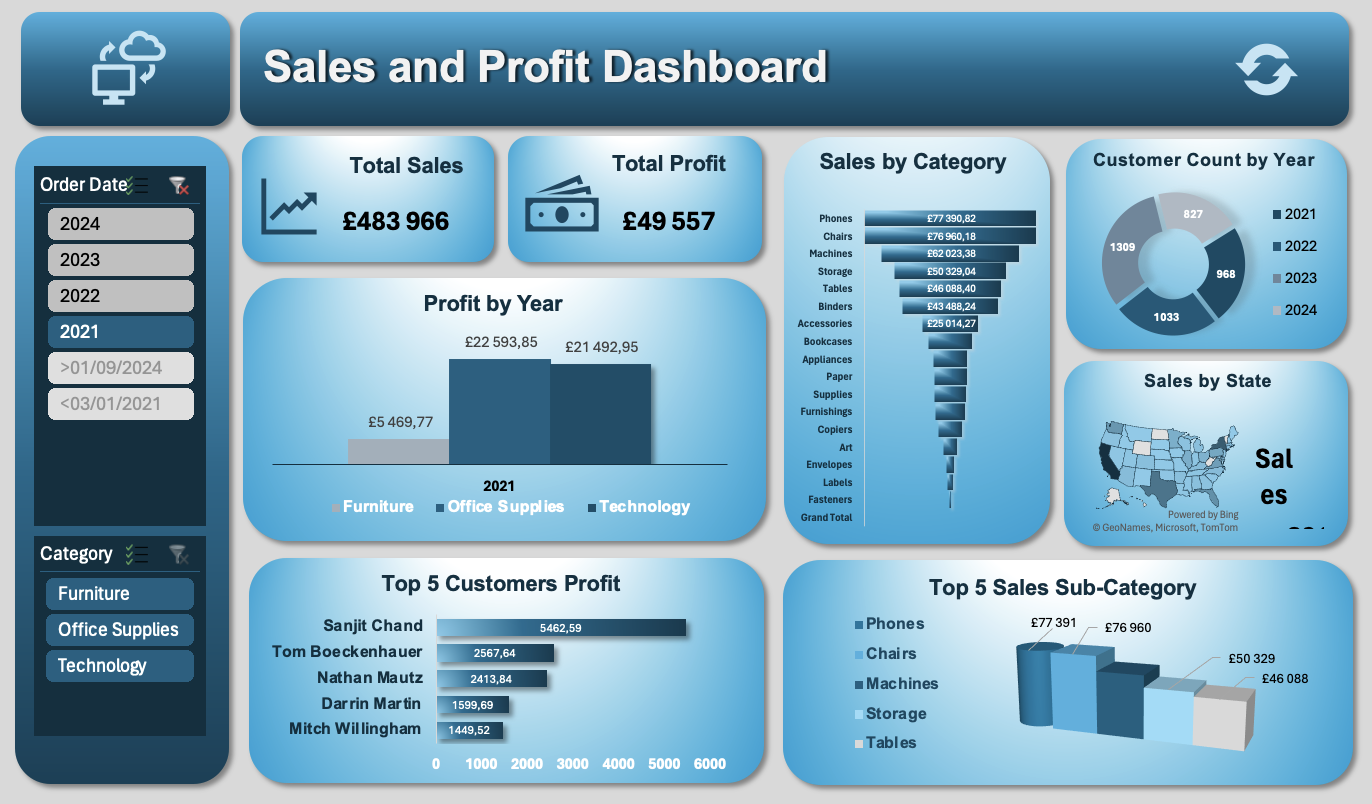 Sales and Profit Dashboard
Order Date
2024
2023
2022
2021
>01/09/2024
<03/01/2021
Category
Furniture
Office Supplies
Technology
Total Sales
£483 966
Total Profit
£49 557
Profit by Year
£5 469,77
£22 593,85
£21 492,95
2021
Furniture
Office Supplies
Technology
Sales by Category
Phones £77 390,82
Chairs £76 960,18
Machines £62 023,38
Storage £50 329,04
Tables £46 088,40
Binders £43 488,24
Accessories £25 014,27
Bookcases
Appliances
Paper
Supplies
Furnishings
Copiers
Art
Envelopes
Labels
Fasteners
Grand Total
Customer Count by Year
827
1309
968
1033
2021
2022
2023
2024
Sales by State
Sal
es
Powered by Bing
© GeoNames, Microsoft, TomTom
Top 5 Customers Profit
Sanjit Chand 5462,59
Tom Boeckenhauer 2567,64
Nathan Mautz 2413,84
Darrin Martin 1599,69
Mitch Willingham 1449,52
0 1000 2000 3000 4000 5000 6000
Top 5 Sales Sub-Category
Phones
Chairs
Machines
Storage
Tables
£77 391
£76 960
£50 329
£46 088